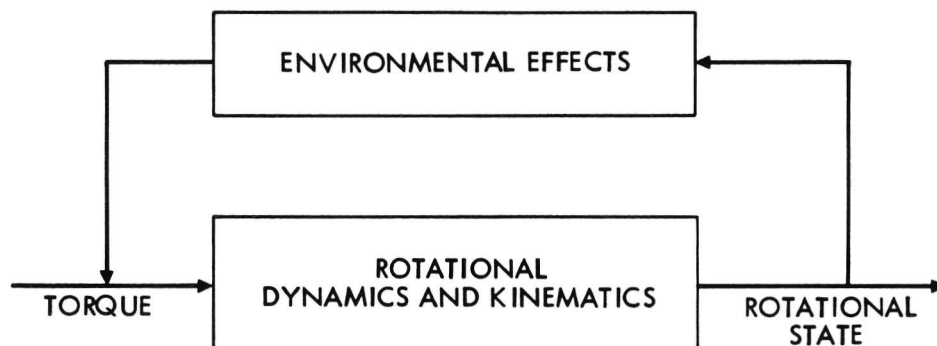 ENVIRONMENTAL EFFECTS
ROTATIONAL
DYNAMICS AND KINEMATICS
TORQUE
ROTATIONAL
STATE